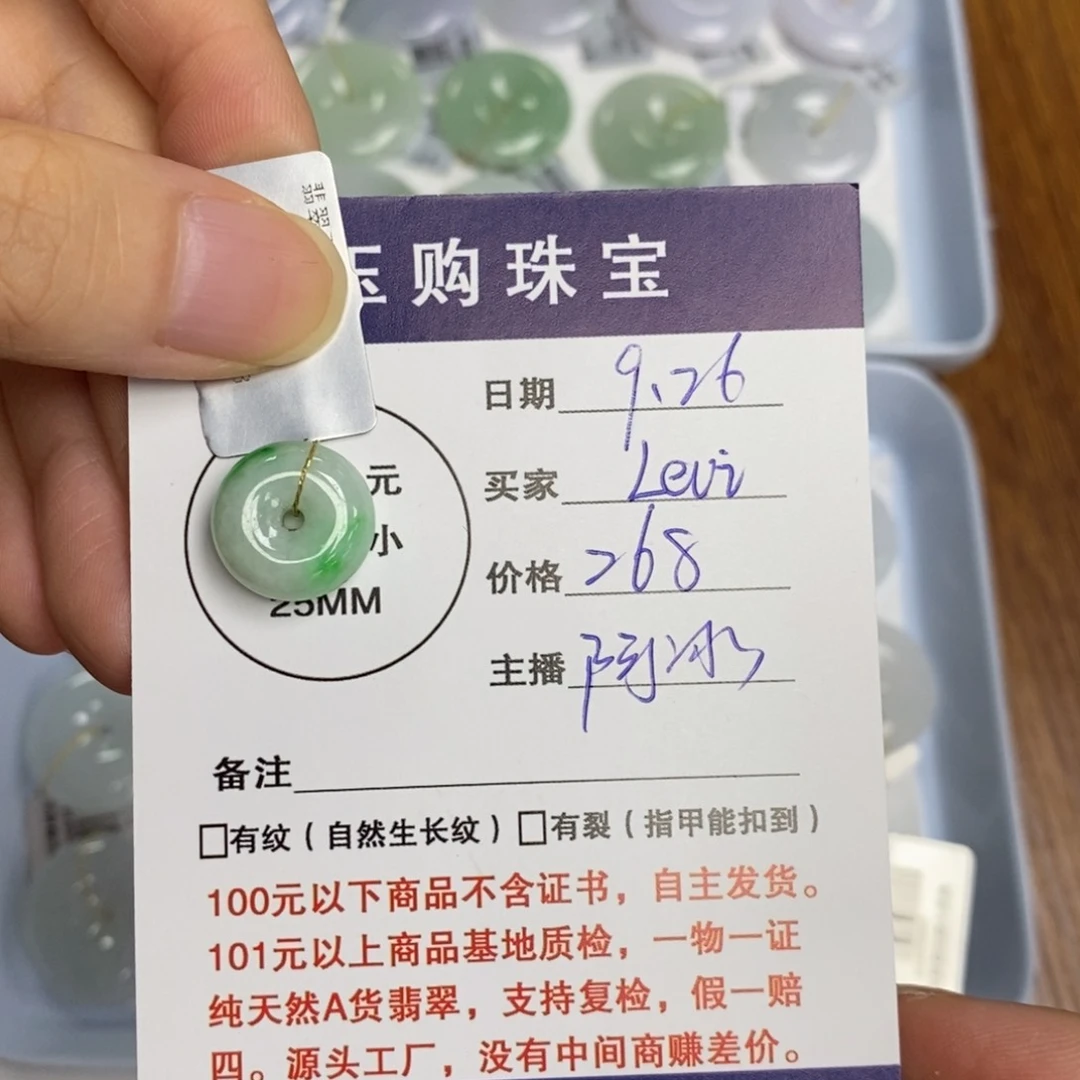 翡翠
玉购珠宝
日期 9.26
元
买家 Levi
小
价格 268
25MM
主播 陶冰
备注
□有纹（自然生长纹）□有裂（指甲能扣到）
100元以下商品不含证书，自主发货。
101元以上商品基地质检，一物一证
纯天然A货翡翠，支持复检，假一赔
四。源头工厂，没有中间商赚差价。